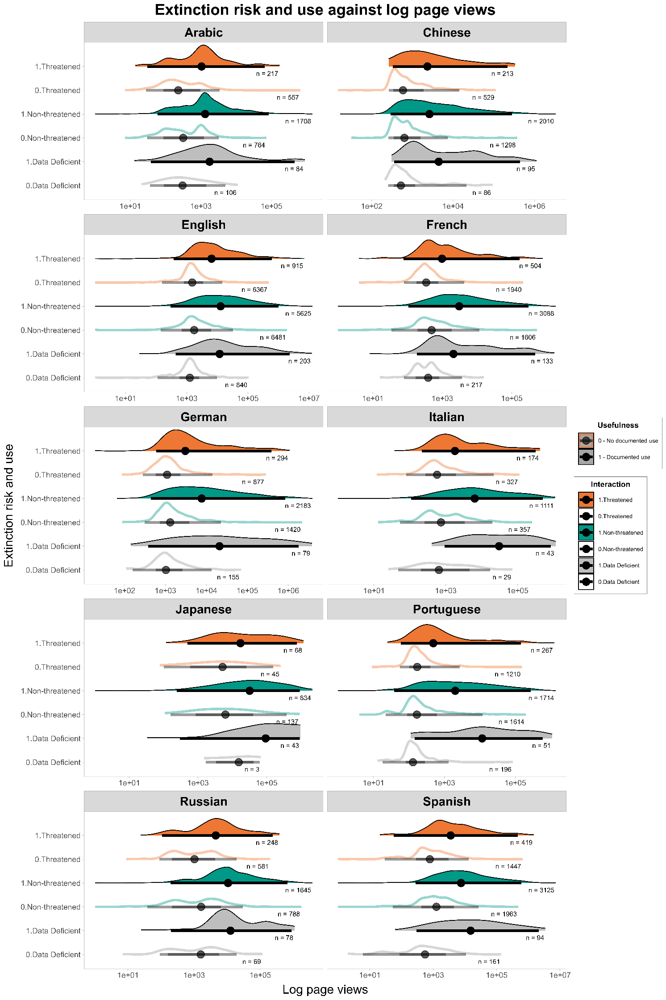 Extinction risk and use against log page views
Arabic
Chinese
1.Threatened
n = 217
n = 213
0.Threatened
n = 557
n = 529
1.Non-threatened
n = 1708
n = 2010
0.Non-threatened
n = 764
n = 1298
1.Data Deficient
n = 84
n = 95
0.Data Deficient
n = 106
n = 86
1e+01 1e+03 1e+05
1e+02 1e+04 1e+06
English
French
1.Threatened
n = 915
n = 504
0.Threatened
n = 6367
n = 1940
1.Non-threatened
n = 5625
n = 3088
0.Non-threatened
n = 6481
n = 1606
1.Data Deficient
n = 203
n = 133
0.Data Deficient
n = 840
n = 217
1e+01 1e+03 1e+05 1e+07
1e+01 1e+03 1e+05
German
Italian
1.Threatened
n = 294
n = 174
0.Threatened
n = 877
n = 327
1.Non-threatened
n = 2183
n = 1111
0.Non-threatened
n = 1420
n = 357
1.Data Deficient
n = 79
n = 43
0.Data Deficient
n = 155
n = 29
1e+02 1e+03 1e+04 1e+05 1e+06
1e+01 1e+03 1e+05
Japanese
Portuguese
1.Threatened
n = 68
n = 267
0.Threatened
n = 45
n = 1210
1.Non-threatened
n = 834
n = 1714
0.Non-threatened
n = 137
n = 1614
1.Data Deficient
n = 43
n = 51
0.Data Deficient
n = 3
n = 196
1e+01 1e+03 1e+05
1e+01 1e+03 1e+05
Russian
Spanish
1.Threatened
n = 248
n = 419
0.Threatened
n = 581
n = 1447
1.Non-threatened
n = 1645
n = 3125
0.Non-threatened
n = 788
n = 1963
1.Data Deficient
n = 78
n = 94
0.Data Deficient
n = 69
n = 161
1e+01 1e+03 1e+05
1e+01 1e+03 1e+05 1e+07
Log page views
Extinction risk and use
Usefulness
0 - No documented use
1 - Documented use
Interaction
1.Threatened
0.Threatened
1.Non-threatened
0.Non-threatened
1.Data Deficient
0.Data Deficient